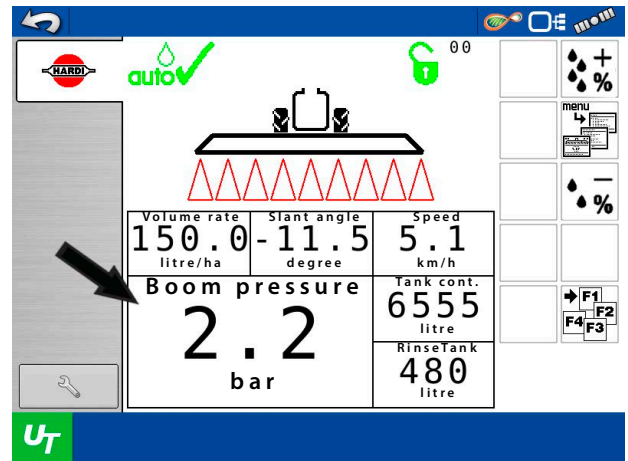 HARDI
auto
00
+
%
menu
Volume rate
150.0
litre/ha
Slant angle
-11.5
degree
Speed
5.1
km/h
−
%
Boom pressure
2.2
bar
Tank cont.
6555
litre
RinseTank
480
litre
F1
F2
F4
F3
UT